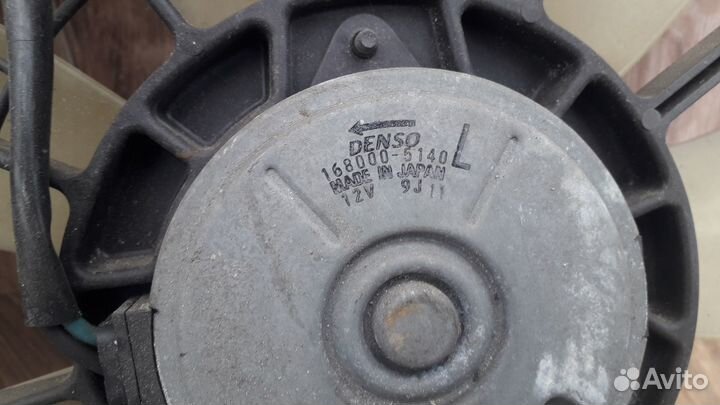 DENSO
168000-5140 L
MADE IN JAPAN
12V 9J 11
Avito